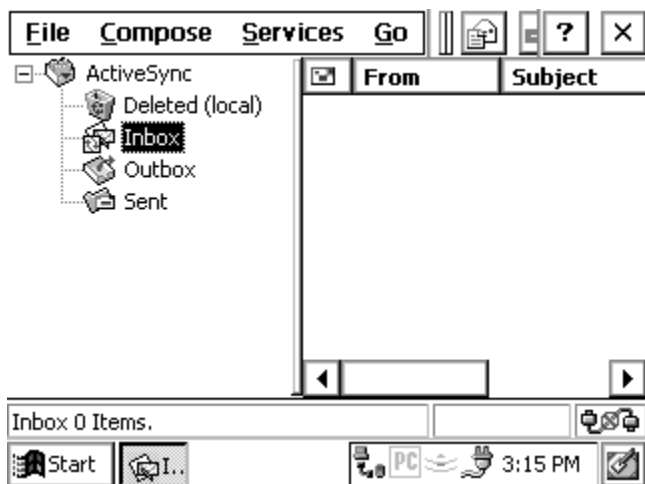 File Compose Services Go ? ×
ActiveSync From Subject
Deleted (local)
Inbox
Outbox
Sent
Inbox 0 Items.
Start I.. PC 3:15 PM